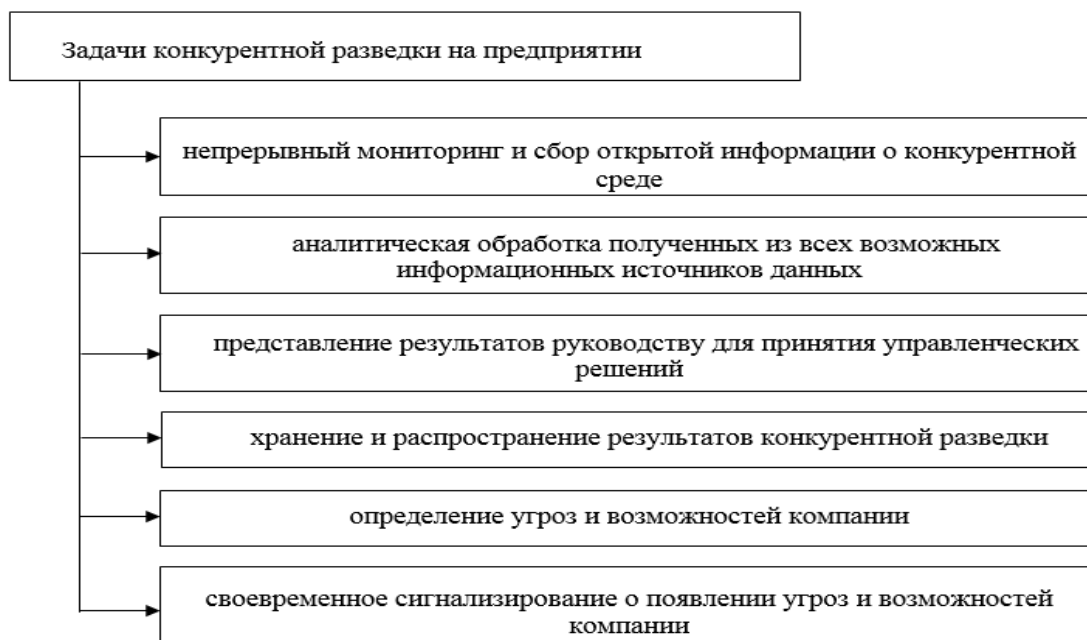 Задачи конкурентной разведки на предприятии
непрерывный мониторинг и сбор открытой информации о конкурентной
среде
аналитическая обработка полученных из всех возможных
информационных источников данных
представление результатов руководству для принятия управленческих
решений
хранение и распространение результатов конкурентной разведки
определение угроз и возможностей компании
своевременное сигнализирование о появлении угроз и возможностей
компании